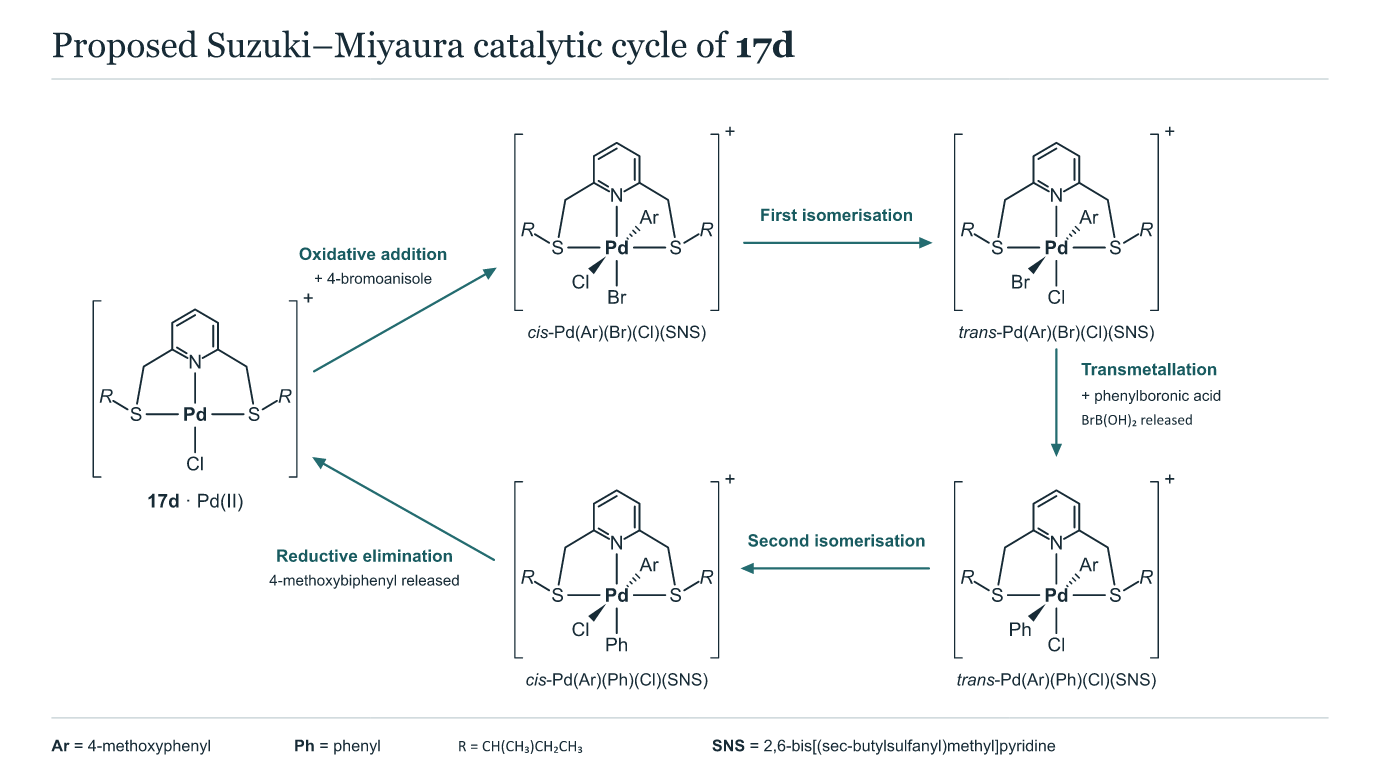 Proposed Suzuki–Miyaura catalytic cycle of 17d
+
N
Ar
R
S
Pd
S
R
Cl
Br
cis-Pd(Ar)(Br)(Cl)(SNS)
First isomerisation
+
N
Ar
R
S
Pd
S
R
Br
Cl
trans-Pd(Ar)(Br)(Cl)(SNS)
Oxidative addition
+ 4-bromoanisole
+
N
R
S
Pd
S
R
Cl
17d · Pd(II)
Transmetallation
+ phenylboronic acid
BrB(OH)₂ released
+
N
Ar
R
S
Pd
S
R
Ph
Cl
trans-Pd(Ar)(Ph)(Cl)(SNS)
Second isomerisation
+
N
Ar
R
S
Pd
S
R
Cl
Ph
cis-Pd(Ar)(Ph)(Cl)(SNS)
Reductive elimination
4-methoxybiphenyl released
Ar = 4-methoxyphenyl
Ph = phenyl
R = CH(CH₃)CH₂CH₃
SNS = 2,6-bis[(sec-butylsulfanyl)methyl]pyridine